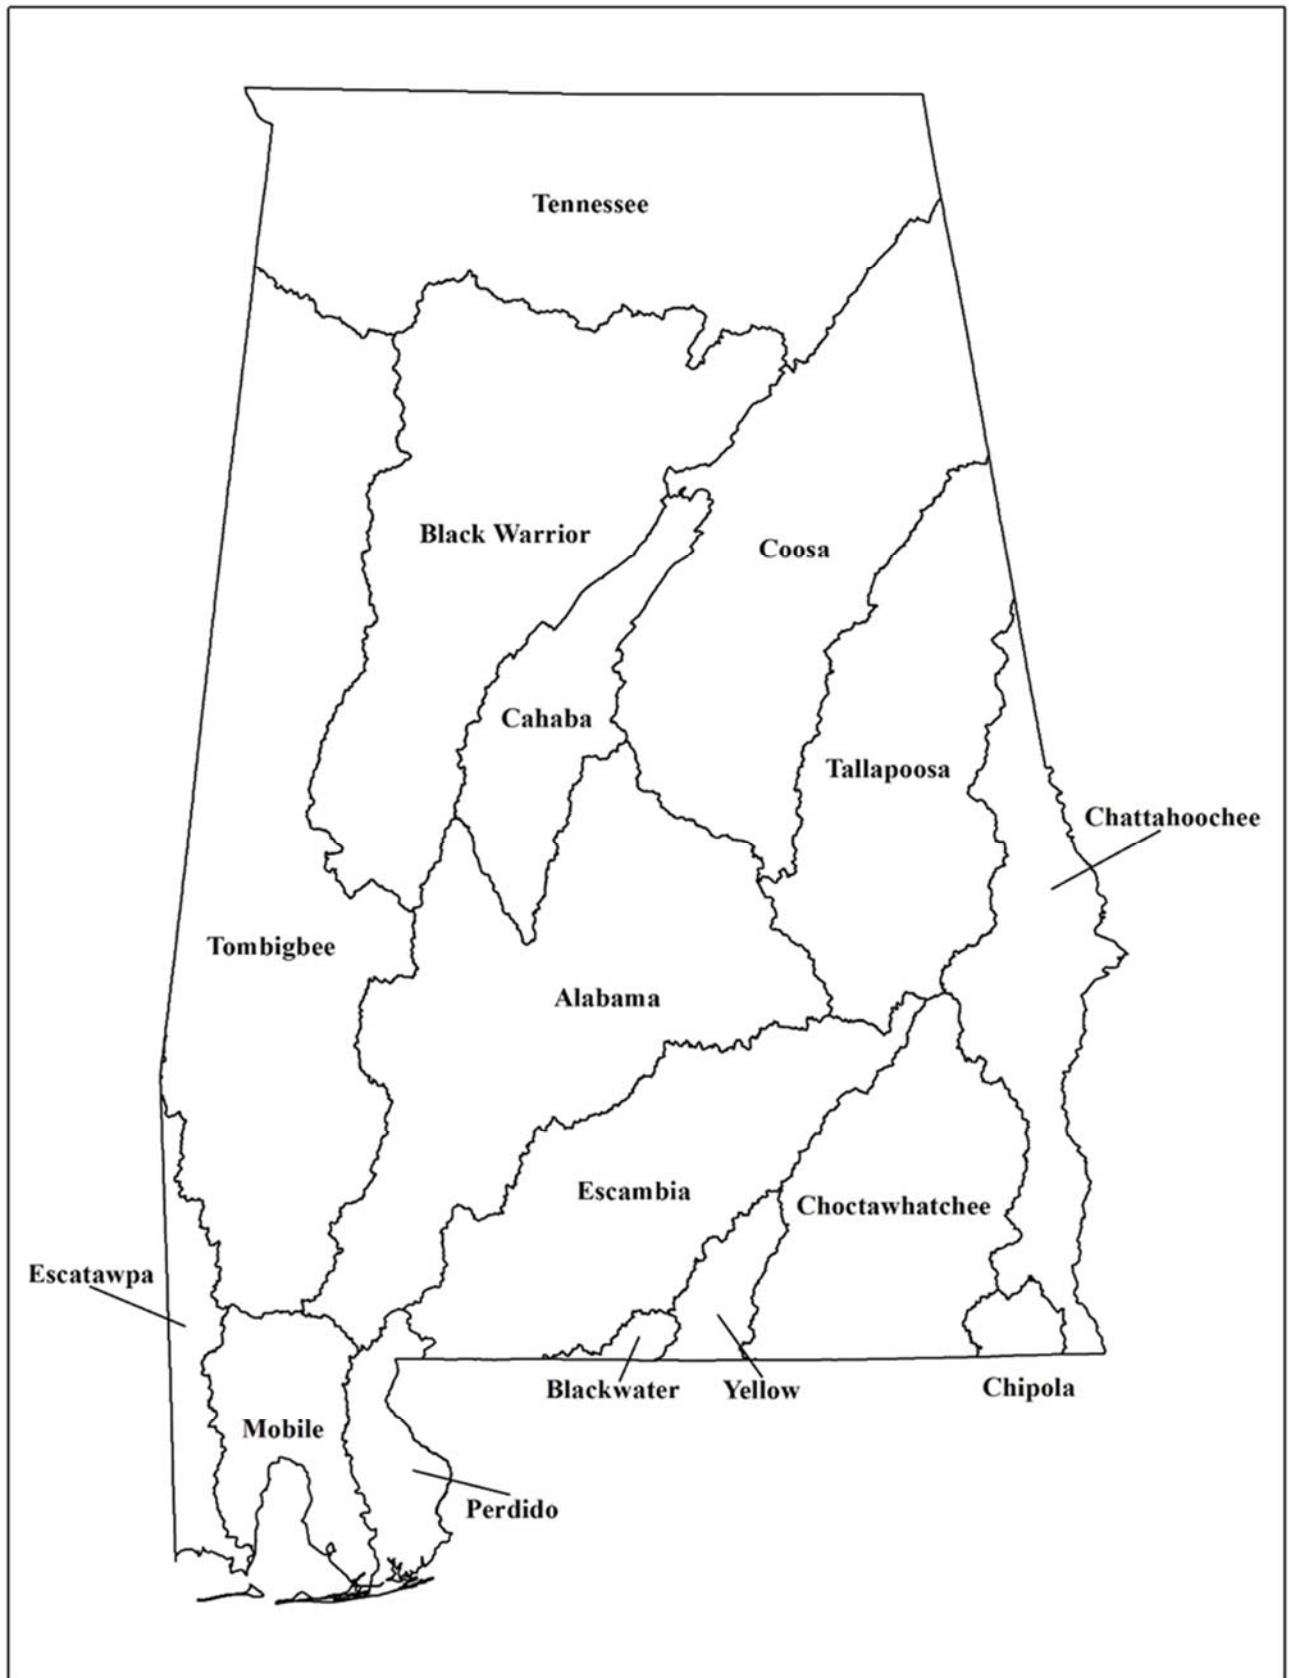 Tennessee
Black Warrior
Coosa
Cahaba
Tallapoosa
Chattahoochee
Tombigbee
Alabama
Escambia
Choctawhatchee
Escatawpa
Blackwater
Yellow
Chipola
Mobile
Perdido